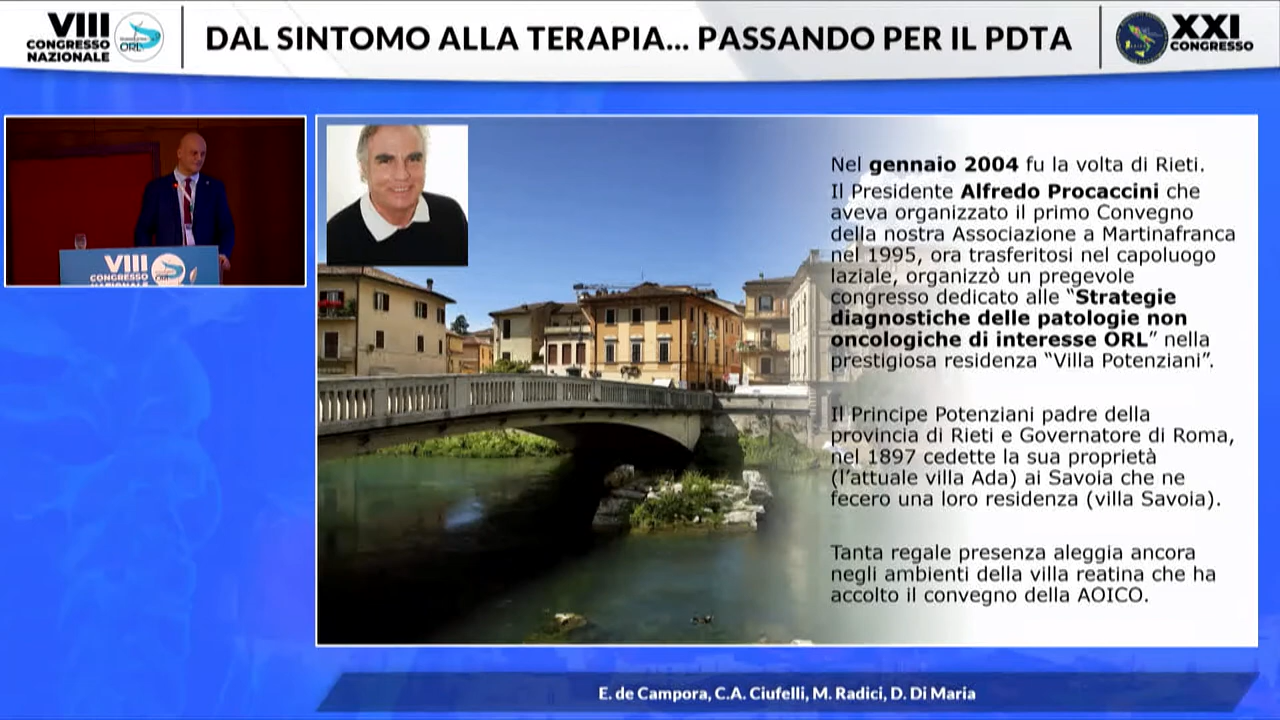 VIII
CONGRESSO
NAZIONALE
ORL
DAL SINTOMO ALLA TERAPIA... PASSANDO PER IL PDTA
XXI
CONGRESSO
VIII
CONGRESSO
Nel gennaio 2004 fu la volta di Rieti.
Il Presidente Alfredo Procaccini che
aveva organizzato il primo Convegno
della nostra Associazione a Martinafranca
nel 1995, ora trasferitosi nel capoluogo
laziale, organizzò un pregevole
congresso dedicato alle “Strategie
diagnostiche delle patologie non
oncologiche di interesse ORL” nella
prestigiosa residenza “Villa Potenziani”.
Il Principe Potenziani padre della
provincia di Rieti e Governatore di Roma,
nel 1897 cedette la sua proprietà
(l’attuale villa Ada) ai Savoia che ne
fecero una loro residenza (villa Savoia).
Tanta regale presenza aleggia ancora
negli ambienti della villa reatina che ha
accolto il convegno della AOICO.
E. de Campora, C.A. Ciufelli, M. Radici, D. Di Maria